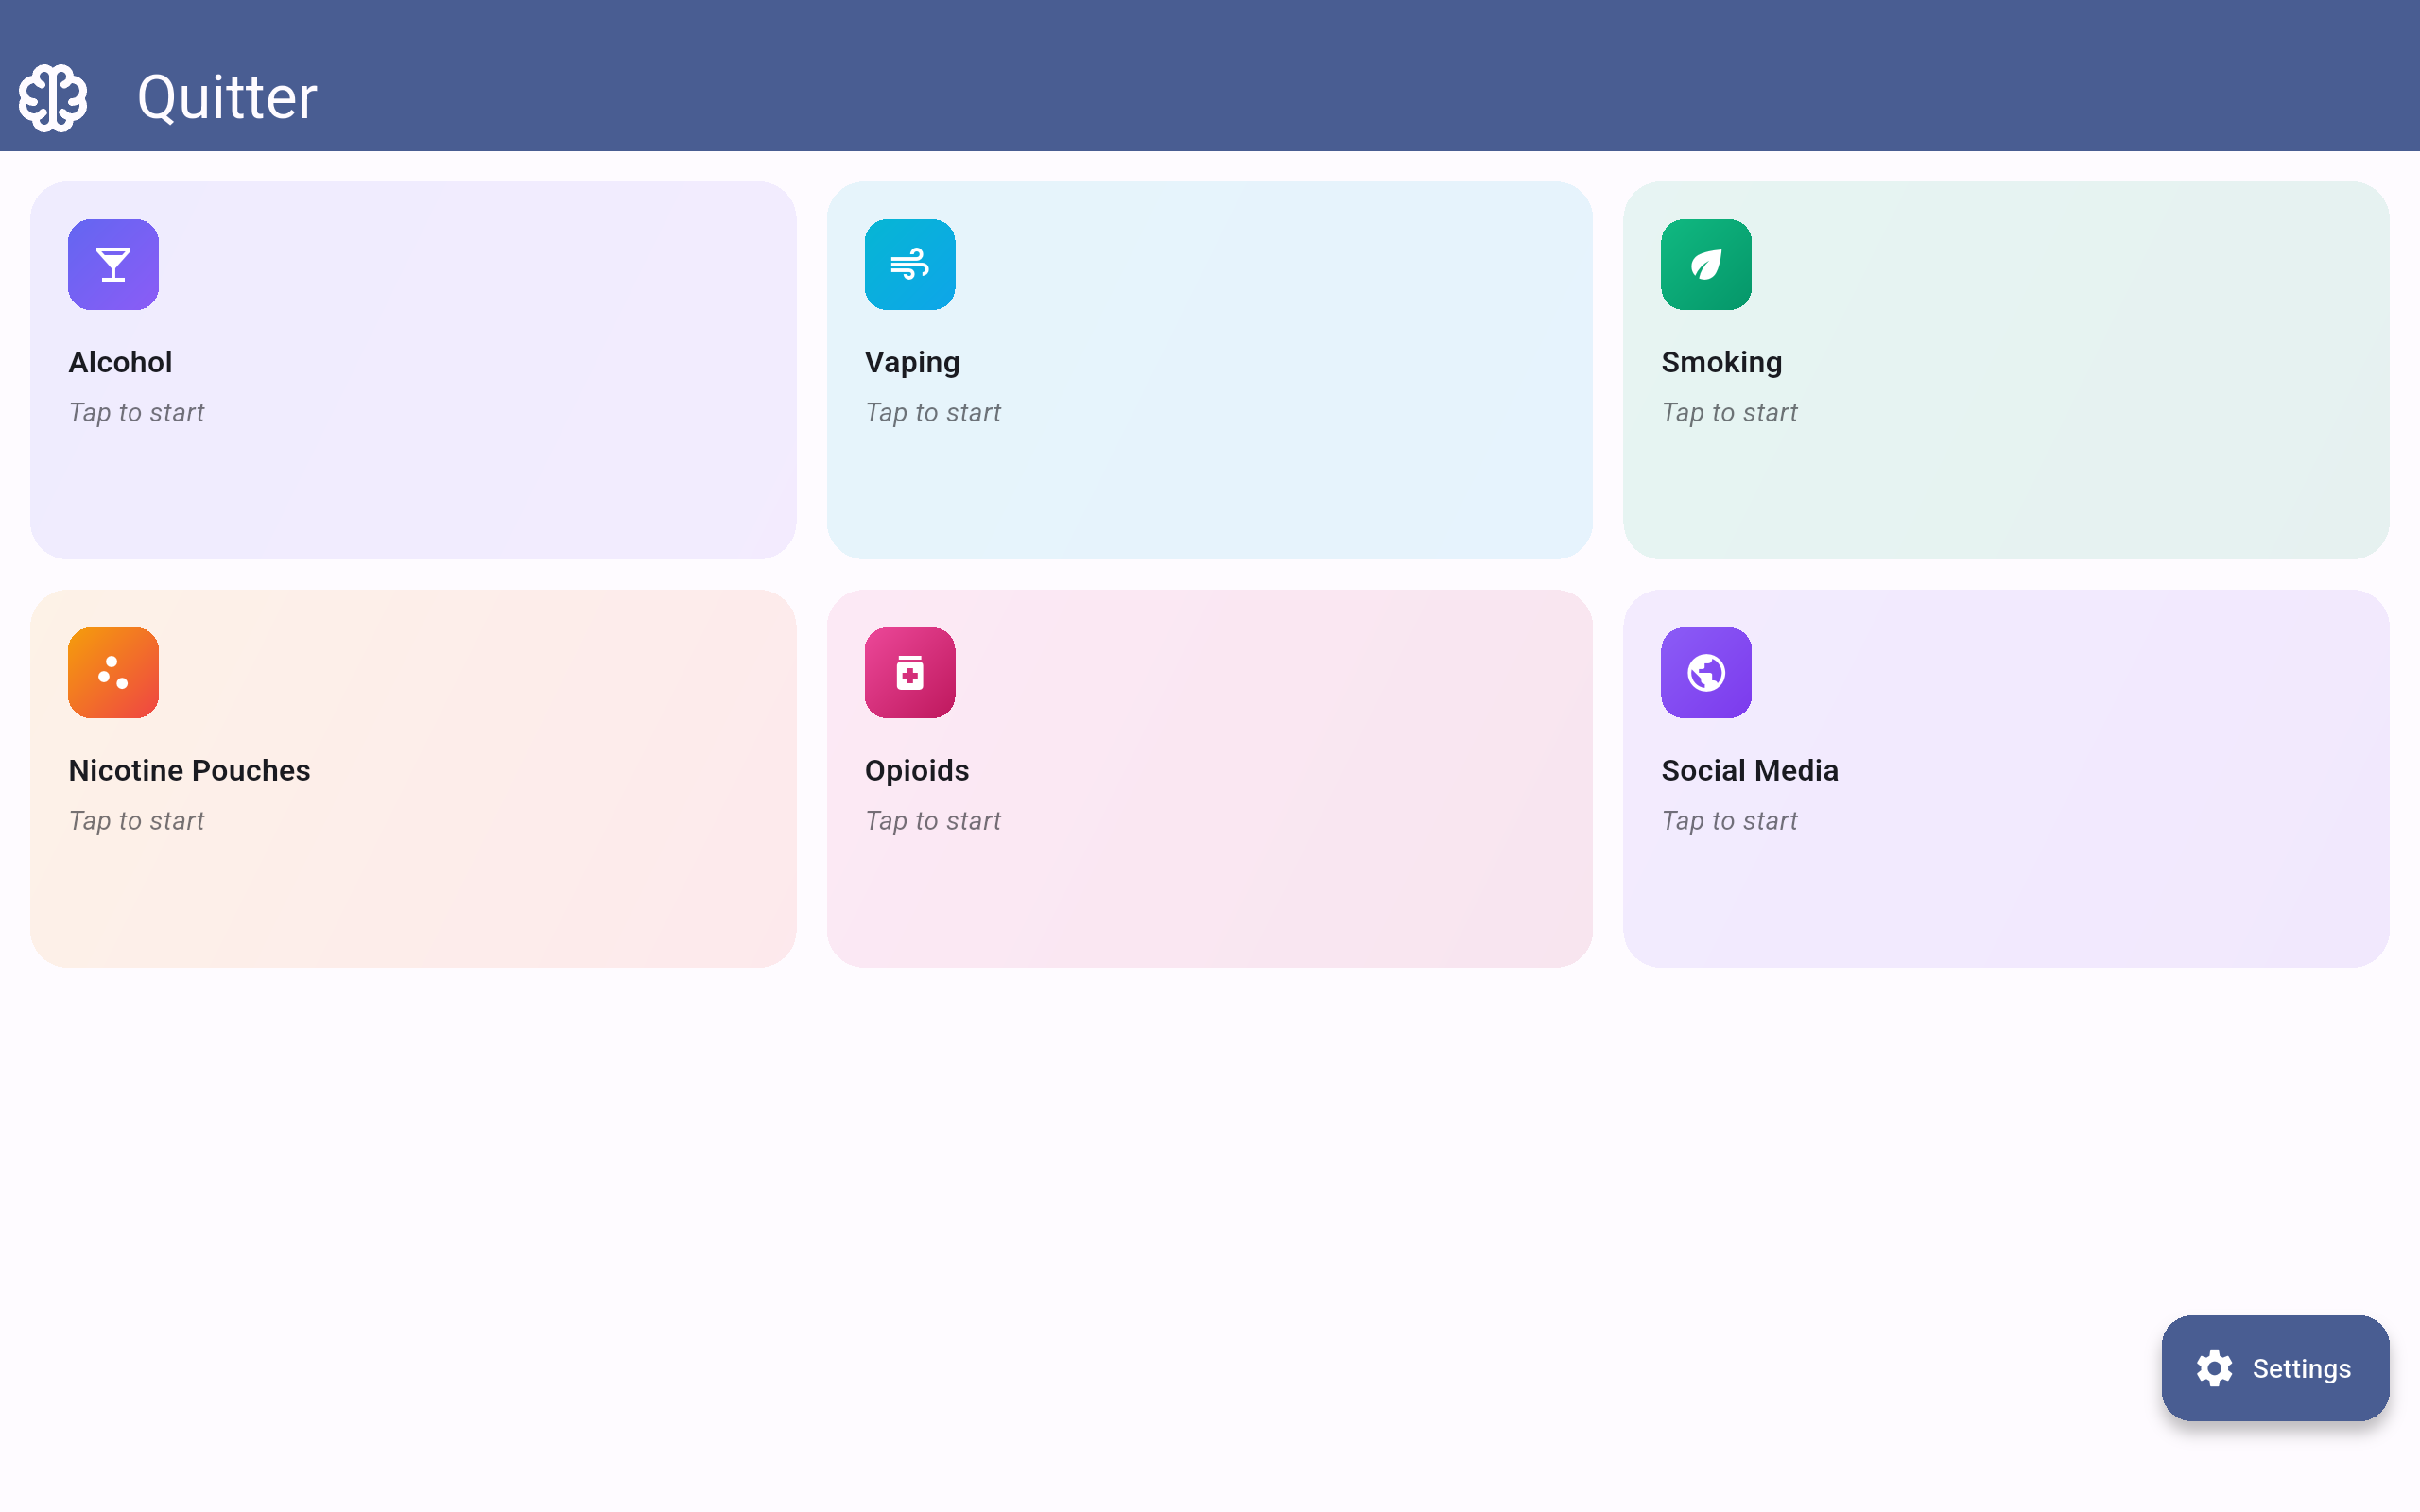 Quitter
Alcohol
Tap to start
Vaping
Tap to start
Smoking
Tap to start
Nicotine Pouches
Tap to start
Opioids
Tap to start
Social Media
Tap to start
Settings